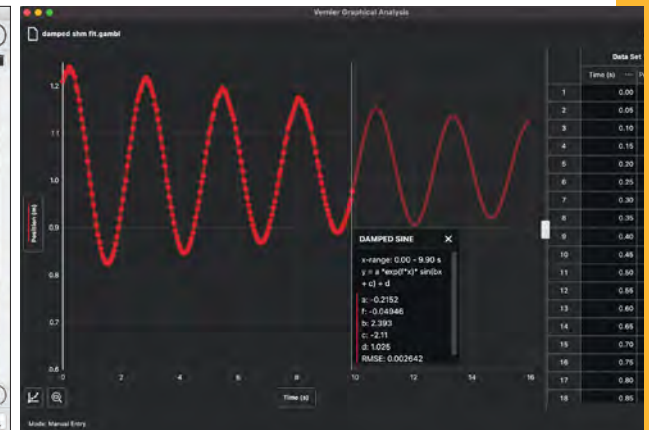 Vernier Graphical Analysis
damped shm fit.gambl
Data Set
Time (s) ...
1.2
1.1
1.0
0.9
0.8
0.7
0.6
Position (m)
0
2
4
6
8
10
12
14
16
Time (s)
DAMPED SINE X
x-range: 0.00 - 9.90 s
y = a *exp(f*x)* sin(bx
+ c) + d
a: -0.2152
f: -0.04946
b: 2.393
c: -2.11
d: 1.025
RMSE: 0.002642
1 0.00
2 0.05
3 0.10
4 0.15
5 0.20
6 0.25
7 0.30
8 0.35
9 0.40
10 0.45
11 0.50
12 0.55
13 0.60
14 0.65
15 0.70
16 0.75
17 0.80
18 0.85
Mode: Manual Entry